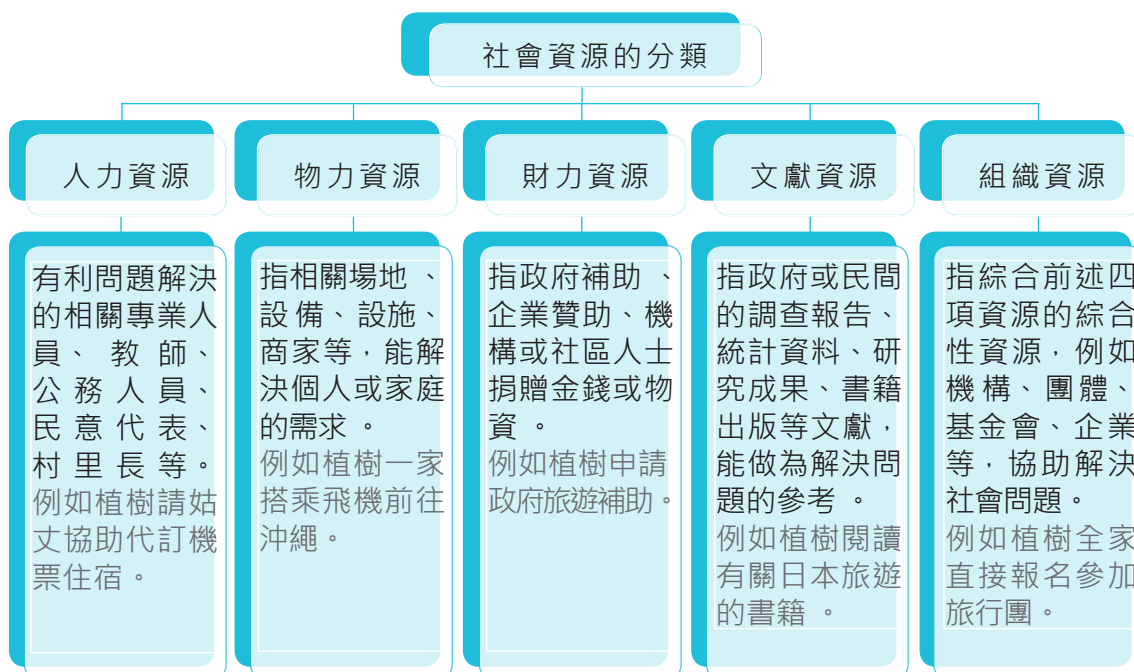 社會資源的分類
人力資源
物力資源
財力資源
文獻資源
組織資源
有利問題解決
的相關專業人
員、教師、
公務人員、
民意代表、
村里長等。
例如植樹請姑
丈協助代訂機
票住宿。
指相關場地、
設備、設施、
商家等，能解
決個人或家庭
的需求。
例如植樹一家
搭乘飛機前往
沖繩。
指政府補助、
企業贊助、機
構或社區人士
捐贈金錢或物
資。
例如植樹申請
政府旅遊補助。
指政府或民間
的調查報告、
統計資料、研
究成果、書籍
出版等文獻，
能做為解決問
題的參考。
例如植樹閱讀
有關日本旅遊
的書籍。
指綜合前述四
項資源的綜合
性資源，例如
機構、團體、
基金會、企業
等，協助解決
社會問題。
例如植樹全家
直接報名參加
旅行團。